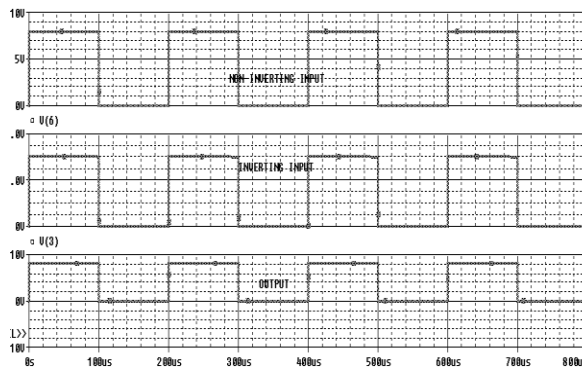 10V
5V
NON-INVERTING INPUT
0V
V(6)
.0V
INVERTING INPUT
.0V
0V
V(3)
10V
OUTPUT
0V
L>>
10V
0s 100us 200us 300us 400us 500us 600us 700us 800u